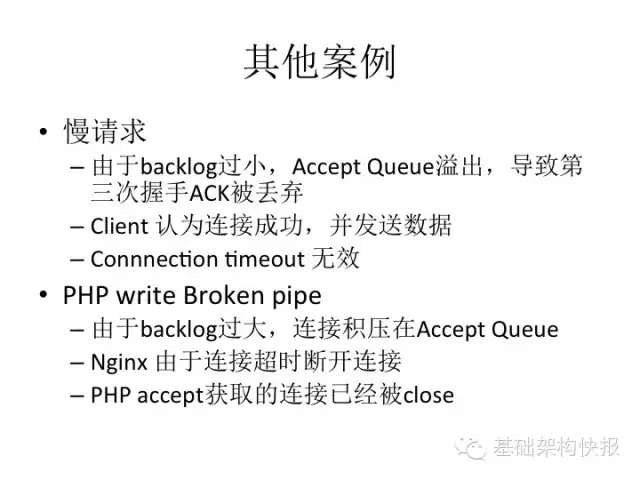 其他案例
• 慢请求
– 由于backlog过小，Accept Queue溢出，导致第
三次握手ACK被丢弃
– Client 认为连接成功，并发送数据
– Connnection timeout 无效
• PHP write Broken pipe
– 由于backlog过大，连接积压在Accept Queue
– Nginx 由于连接超时断开连接
– PHP accept获取的连接已经被close
基础架构快报